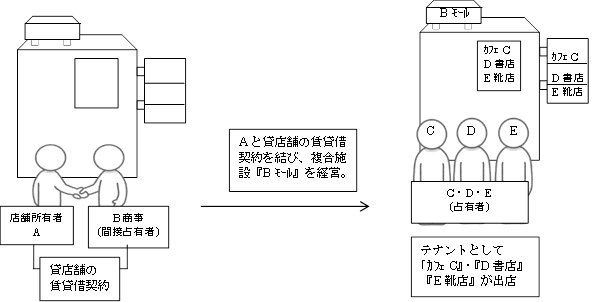 店舗所有者
A
B商事
(間接占有者)
貸店舗の
賃貸借契約
Aと貸店舗の賃貸借
契約を結び、複合施
設『Bモール』を経営。
Bモール
カフェC
D書店
E靴店
カフェC
D書店
E靴店
C
D
E
C・D・E
(占有者)
テナントとして
「カフェC』・『D書店』
『E靴店』が出店